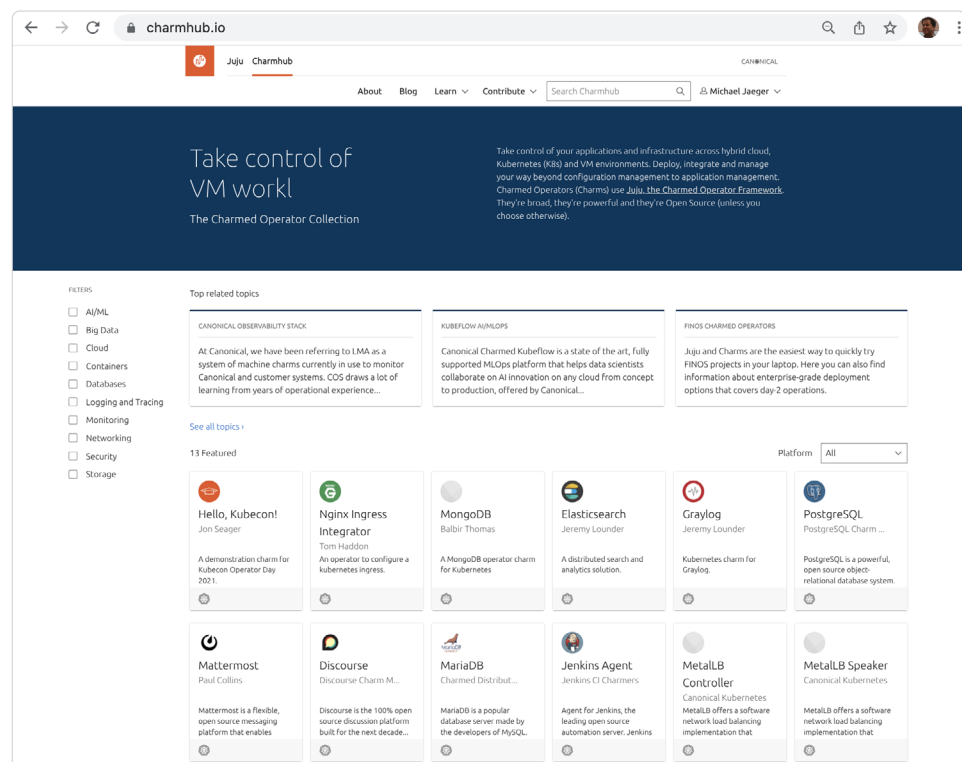 charmhub.io
Juju Charmhub
CANONICAL
About Blog Learn Contribute Search Charmhub Michael Jaeger
Take control of
VM workl
The Charmed Operator Collection
Take control of your applications and infrastructure across hybrid cloud,
Kubernetes (K8s) and VM environments. Deploy, integrate and manage
your way beyond configuration management to application management.
Charmed Operators (Charms) use Juju, the Charmed Operator Framework.
They're broad, they're powerful and they're Open Source (unless you
choose otherwise).
FILTERS
AI/ML
Big Data
Cloud
Containers
Databases
Logging and Tracing
Monitoring
Networking
Security
Storage
Top related topics
CANONICAL OBSERVABILITY STACK
At Canonical, we have been referring to LMA as a
system of machine charms currently in use to monitor
Canonical and customer systems. COS draws a lot of
learning from years of operational experience...
KUBEFLOW AI/MLOPS
Canonical Charmed Kubeflow is a state of the art, fully
supported MLOps platform that helps data scientists
collaborate on AI innovation on any cloud from concept
to production, offered by Canonical...
FINOS CHARMED OPERATORS
Juju and Charms are the easiest way to quickly try
FINOS projects in your laptop. Here you can also find
information about enterprise-grade deployment
options that covers day-2 operations.
See all topics ›
13 Featured
Platform All
Hello, Kubecon!
Jon Seager
A demonstration charm for
Kubecon Operator Day
2021.
Nginx Ingress
Integrator
Tom Haddon
An operator to configure a
kubernetes ingress.
MongoDB
Balbir Thomas
A MongoDB operator charm
for Kubernetes
Elasticsearch
Jeremy Lounder
A distributed search and
analytics solution.
Graylog
Jeremy Lounder
Kubernetes charm for
Graylog.
PostgreSQL
PostgreSQL Charm ...
PostgreSQL is a powerful,
open source object-
relational database system.
Mattermost
Paul Collins
Mattermost is a flexible,
open source messaging
platform that enables
Discourse
Discourse Charm M...
Discourse is the 100% open
source discussion platform
built for the next decade...
MariaDB
MariaDB
Charmed Distribut...
MariaDB is a popular
database server made by
the developers of MySQL.
Jenkins Agent
Jenkins CI Charmers
Agent for Jenkins, the
leading open source
automation server. Jenkins
MetalLB
Controller
Canonical Kubernetes
MetalLB offers a software
network load balancing
implementation that
MetalLB Speaker
Canonical Kubernetes
MetalLB offers a software
network load balancing
implementation that